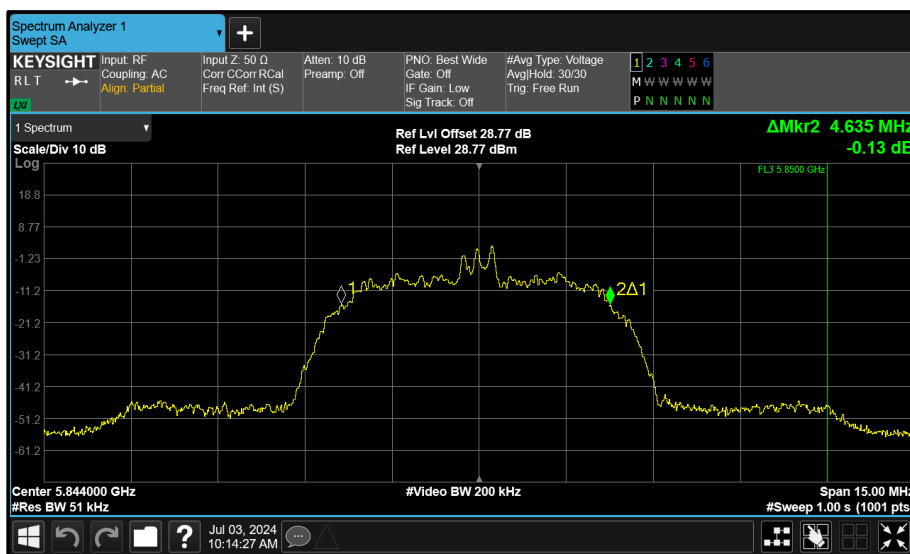 Spectrum Analyzer 1
Swept SA
+
KEYSIGHT
RLT
LXI
Input: RF
Coupling: AC
Align: Partial
Input Z: 50 Ω
Corr CCorr RCal
Freq Ref: Int (S)
Atten: 10 dB
Preamp: Off
PNO: Best Wide
Gate: Off
IF Gain: Low
Sig Track: Off
#Avg Type: Voltage
Avg|Hold: 30/30
Trig: Free Run
1 2 3 4 5 6
M W W W W W
P N N N N N
1 Spectrum
Scale/Div 10 dB
Ref Lvl Offset 28.77 dB
Ref Level 28.77 dBm
ΔMkr2 4.635 MHz
-0.13 dB
Log
FL3 5.8500 GHz
18.8
8.77
-1.23
-11.2
1
2Δ1
-21.2
-31.2
-41.2
-51.2
-61.2
Center 5.844000 GHz
#Video BW 200 kHz
Span 15.00 MHz
#Res BW 51 kHz
#Sweep 1.00 s (1001 pts
?
Jul 03, 2024
10:14:27 AM